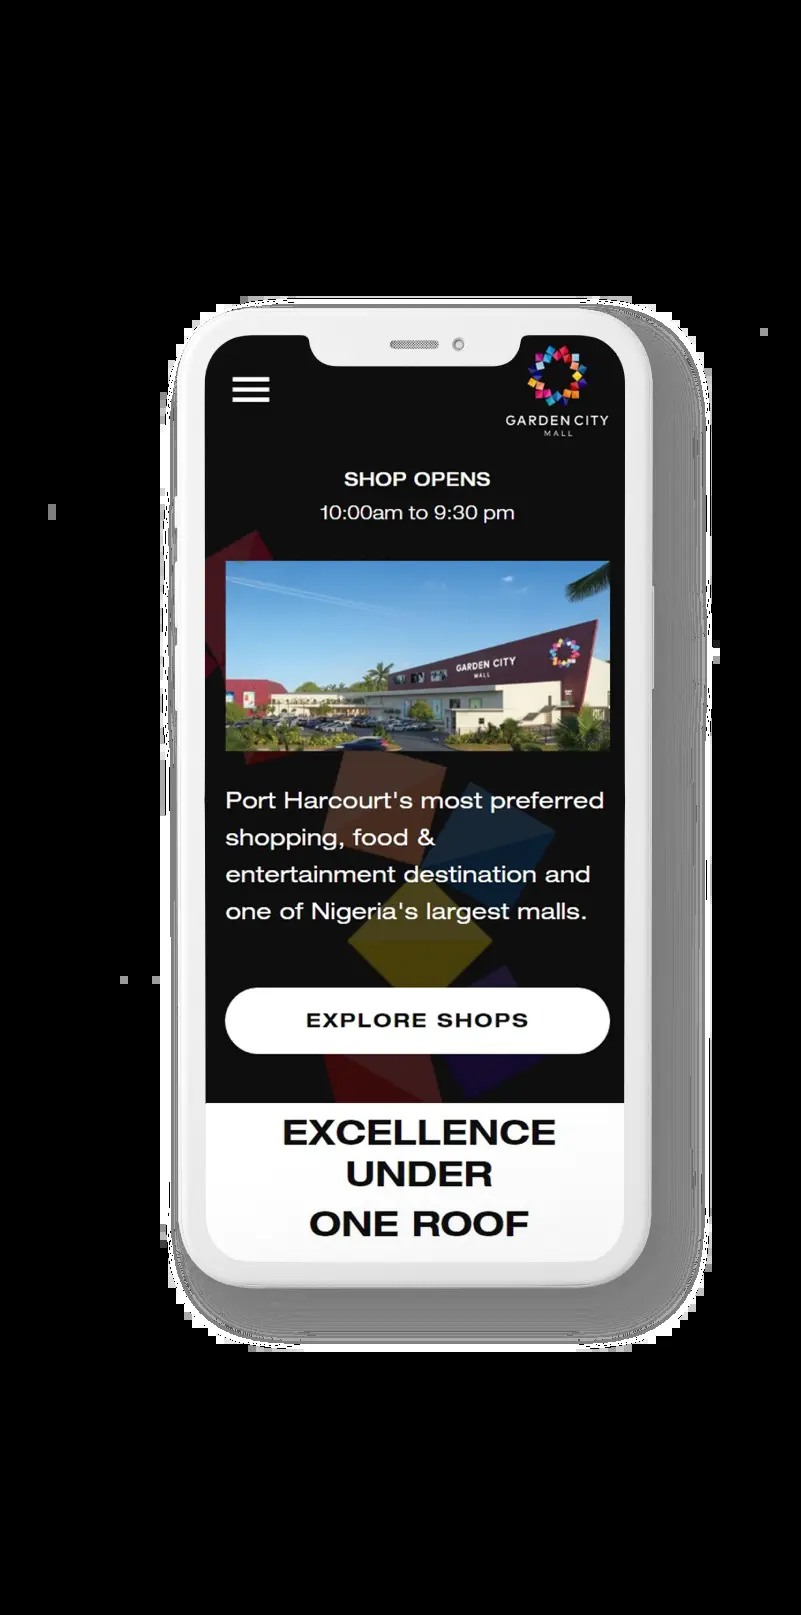 GARDEN CITY
MALL
SHOP OPENS
10:00am to 9:30 pm
GARDEN CITY
MALL
Port Harcourt's most preferred
shopping, food &
entertainment destination and
one of Nigeria's largest malls.
EXPLORE SHOPS
EXCELLENCE
UNDER
ONE ROOF